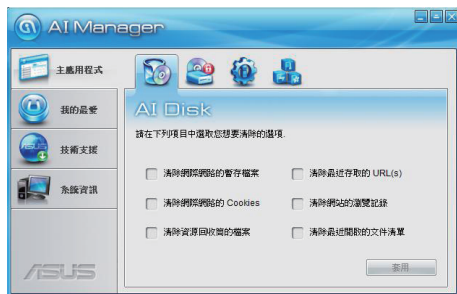 AI Manager
主應用程式
我的最愛
技術支援
系統資訊
AI Disk
請在下列項目中選取您想要清除的選項.
清除網際網路的暫存檔案
清除最近存取的 URL(s)
清除網際網路的 Cookies
清除網站的瀏覽記錄
清除資源回收筒的檔案
清除最近開啟的文件清單
套用
ASUS